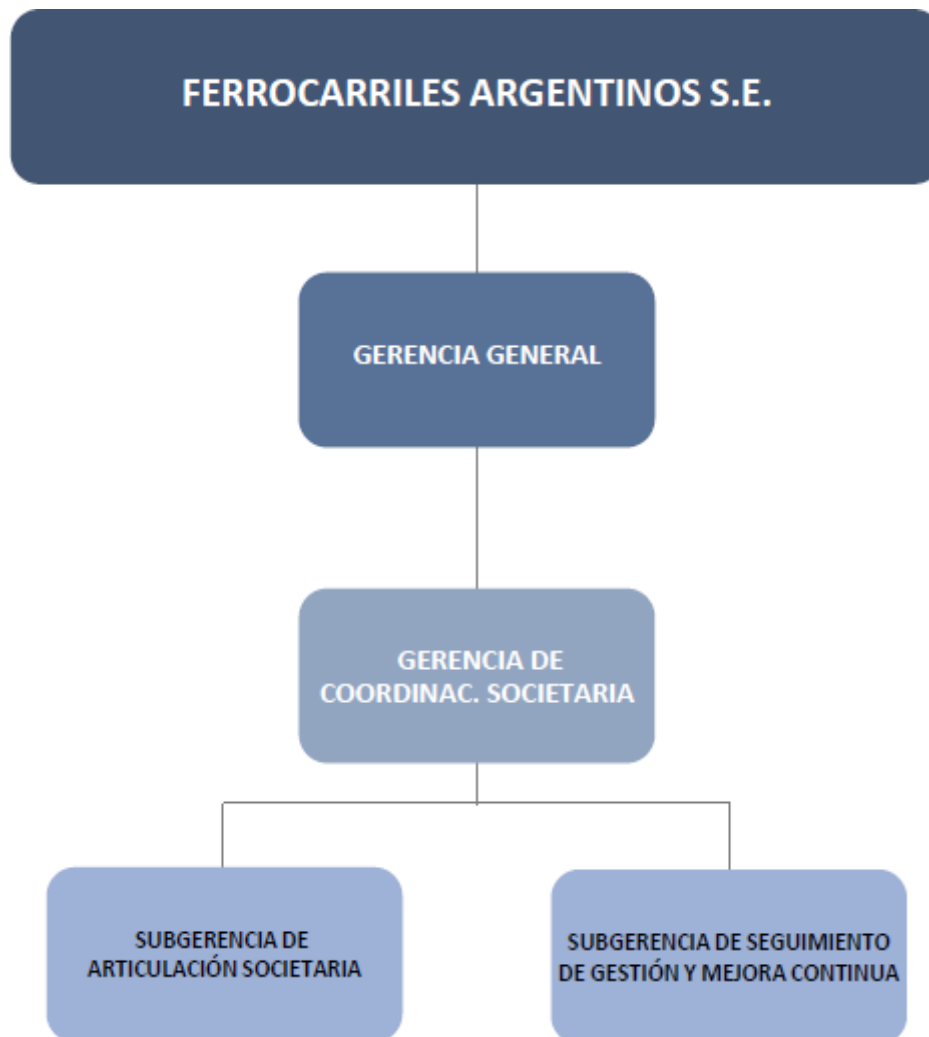 FERROCARRILES ARGENTINOS S.E.
GERENCIA GENERAL
GERENCIA DE
COORDINAC. SOCIETARIA
SUBGERENCIA DE
ARTICULACIÓN SOCIETARIA
SUBGERENCIA DE SEGUIMIENTO
DE GESTIÓN Y MEJORA CONTINUA